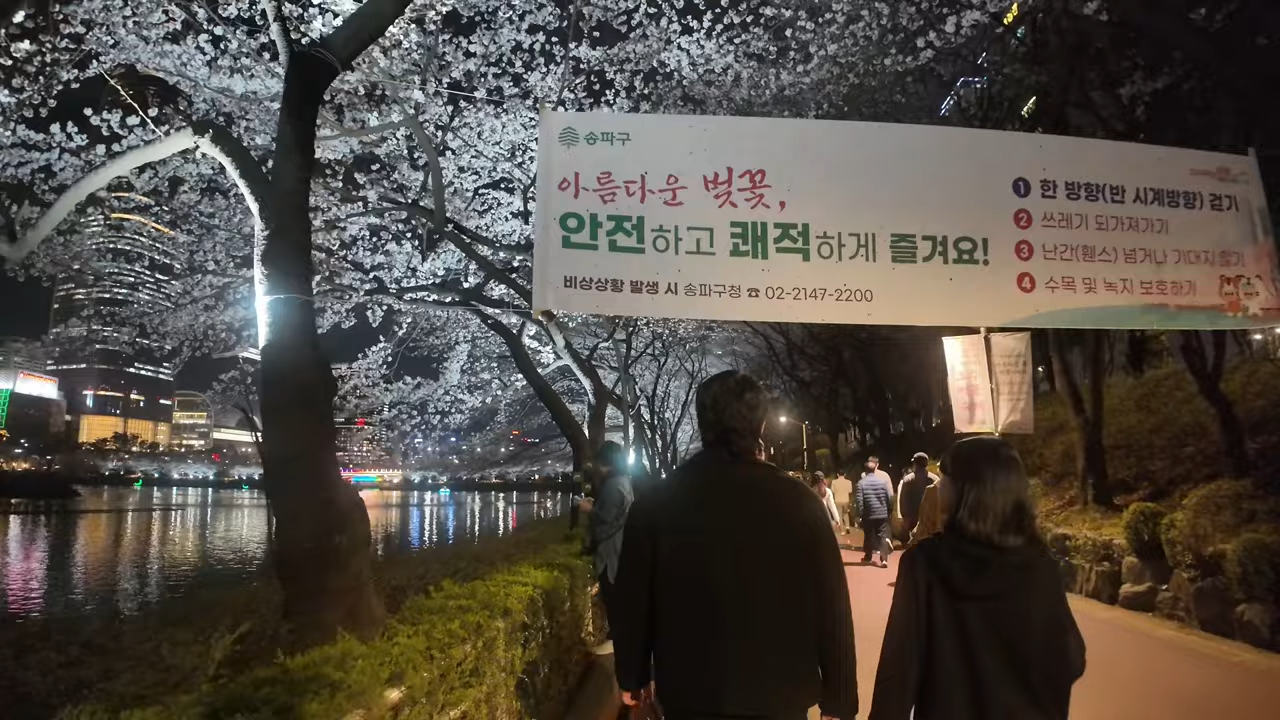 송파구
아름다운 벚꽃,
안전하고 쾌적하게 즐겨요!
비상상황 발생 시 송파구청 ☎ 02-2147-2200
1 한 방향(반 시계방향) 걷기
2 쓰레기 되가져가기
3 난간(휀스) 넘거나 기대지 않기
4 수목 및 녹지 보호하기